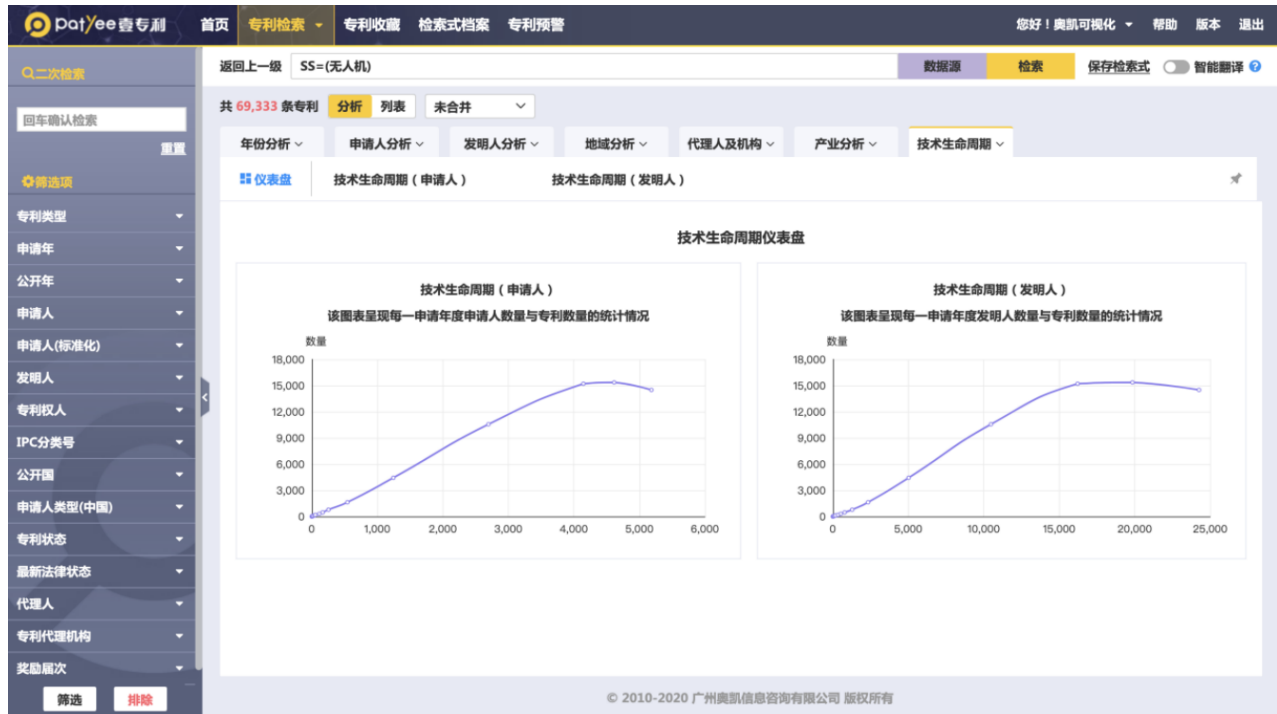 Patyee壹专利 首页 专利检索 专利收藏 检索式档案 专利预警 您好！奥凯可视化 帮助 版本 退出
二次检索
回车确认检索
重置
筛选项
专利类型
申请年
公开年
申请人
申请人(标准化)
发明人
专利权人
IPC分类号
公开国
申请人类型(中国)
专利状态
最新法律状态
代理人
专利代理机构
奖励届次
筛选 排除
返回上一级 SS=(无人机) 数据源 检索 保存检索式 智能翻译 ?
共 69,333 条专利 分析 列表 未合并
年份分析 申请人分析 发明人分析 地域分析 代理人及机构 产业分析 技术生命周期
仪表盘 技术生命周期（申请人） 技术生命周期（发明人）
技术生命周期仪表盘
技术生命周期（申请人）
该图表呈现每一申请年度申请人数量与专利数量的统计情况
数量
18,000
15,000
12,000
9,000
6,000
3,000
0
0 1,000 2,000 3,000 4,000 5,000 6,000
技术生命周期（发明人）
该图表呈现每一申请年度发明人数量与专利数量的统计情况
数量
18,000
15,000
12,000
9,000
6,000
3,000
0
0 5,000 10,000 15,000 20,000 25,000
© 2010-2020 广州奥凯信息咨询有限公司 版权所有